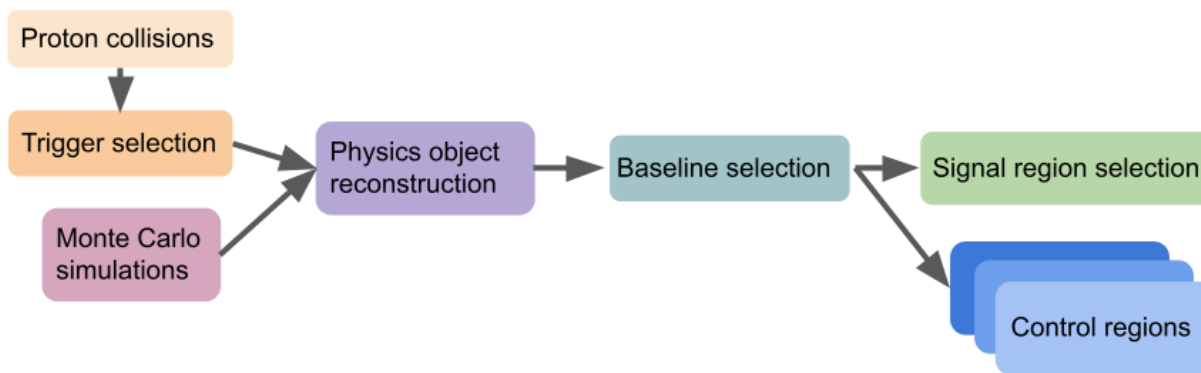 Proton collisions
Trigger selection
Monte Carlo
simulations
Physics object
reconstruction
Baseline selection
Signal region selection
Control regions